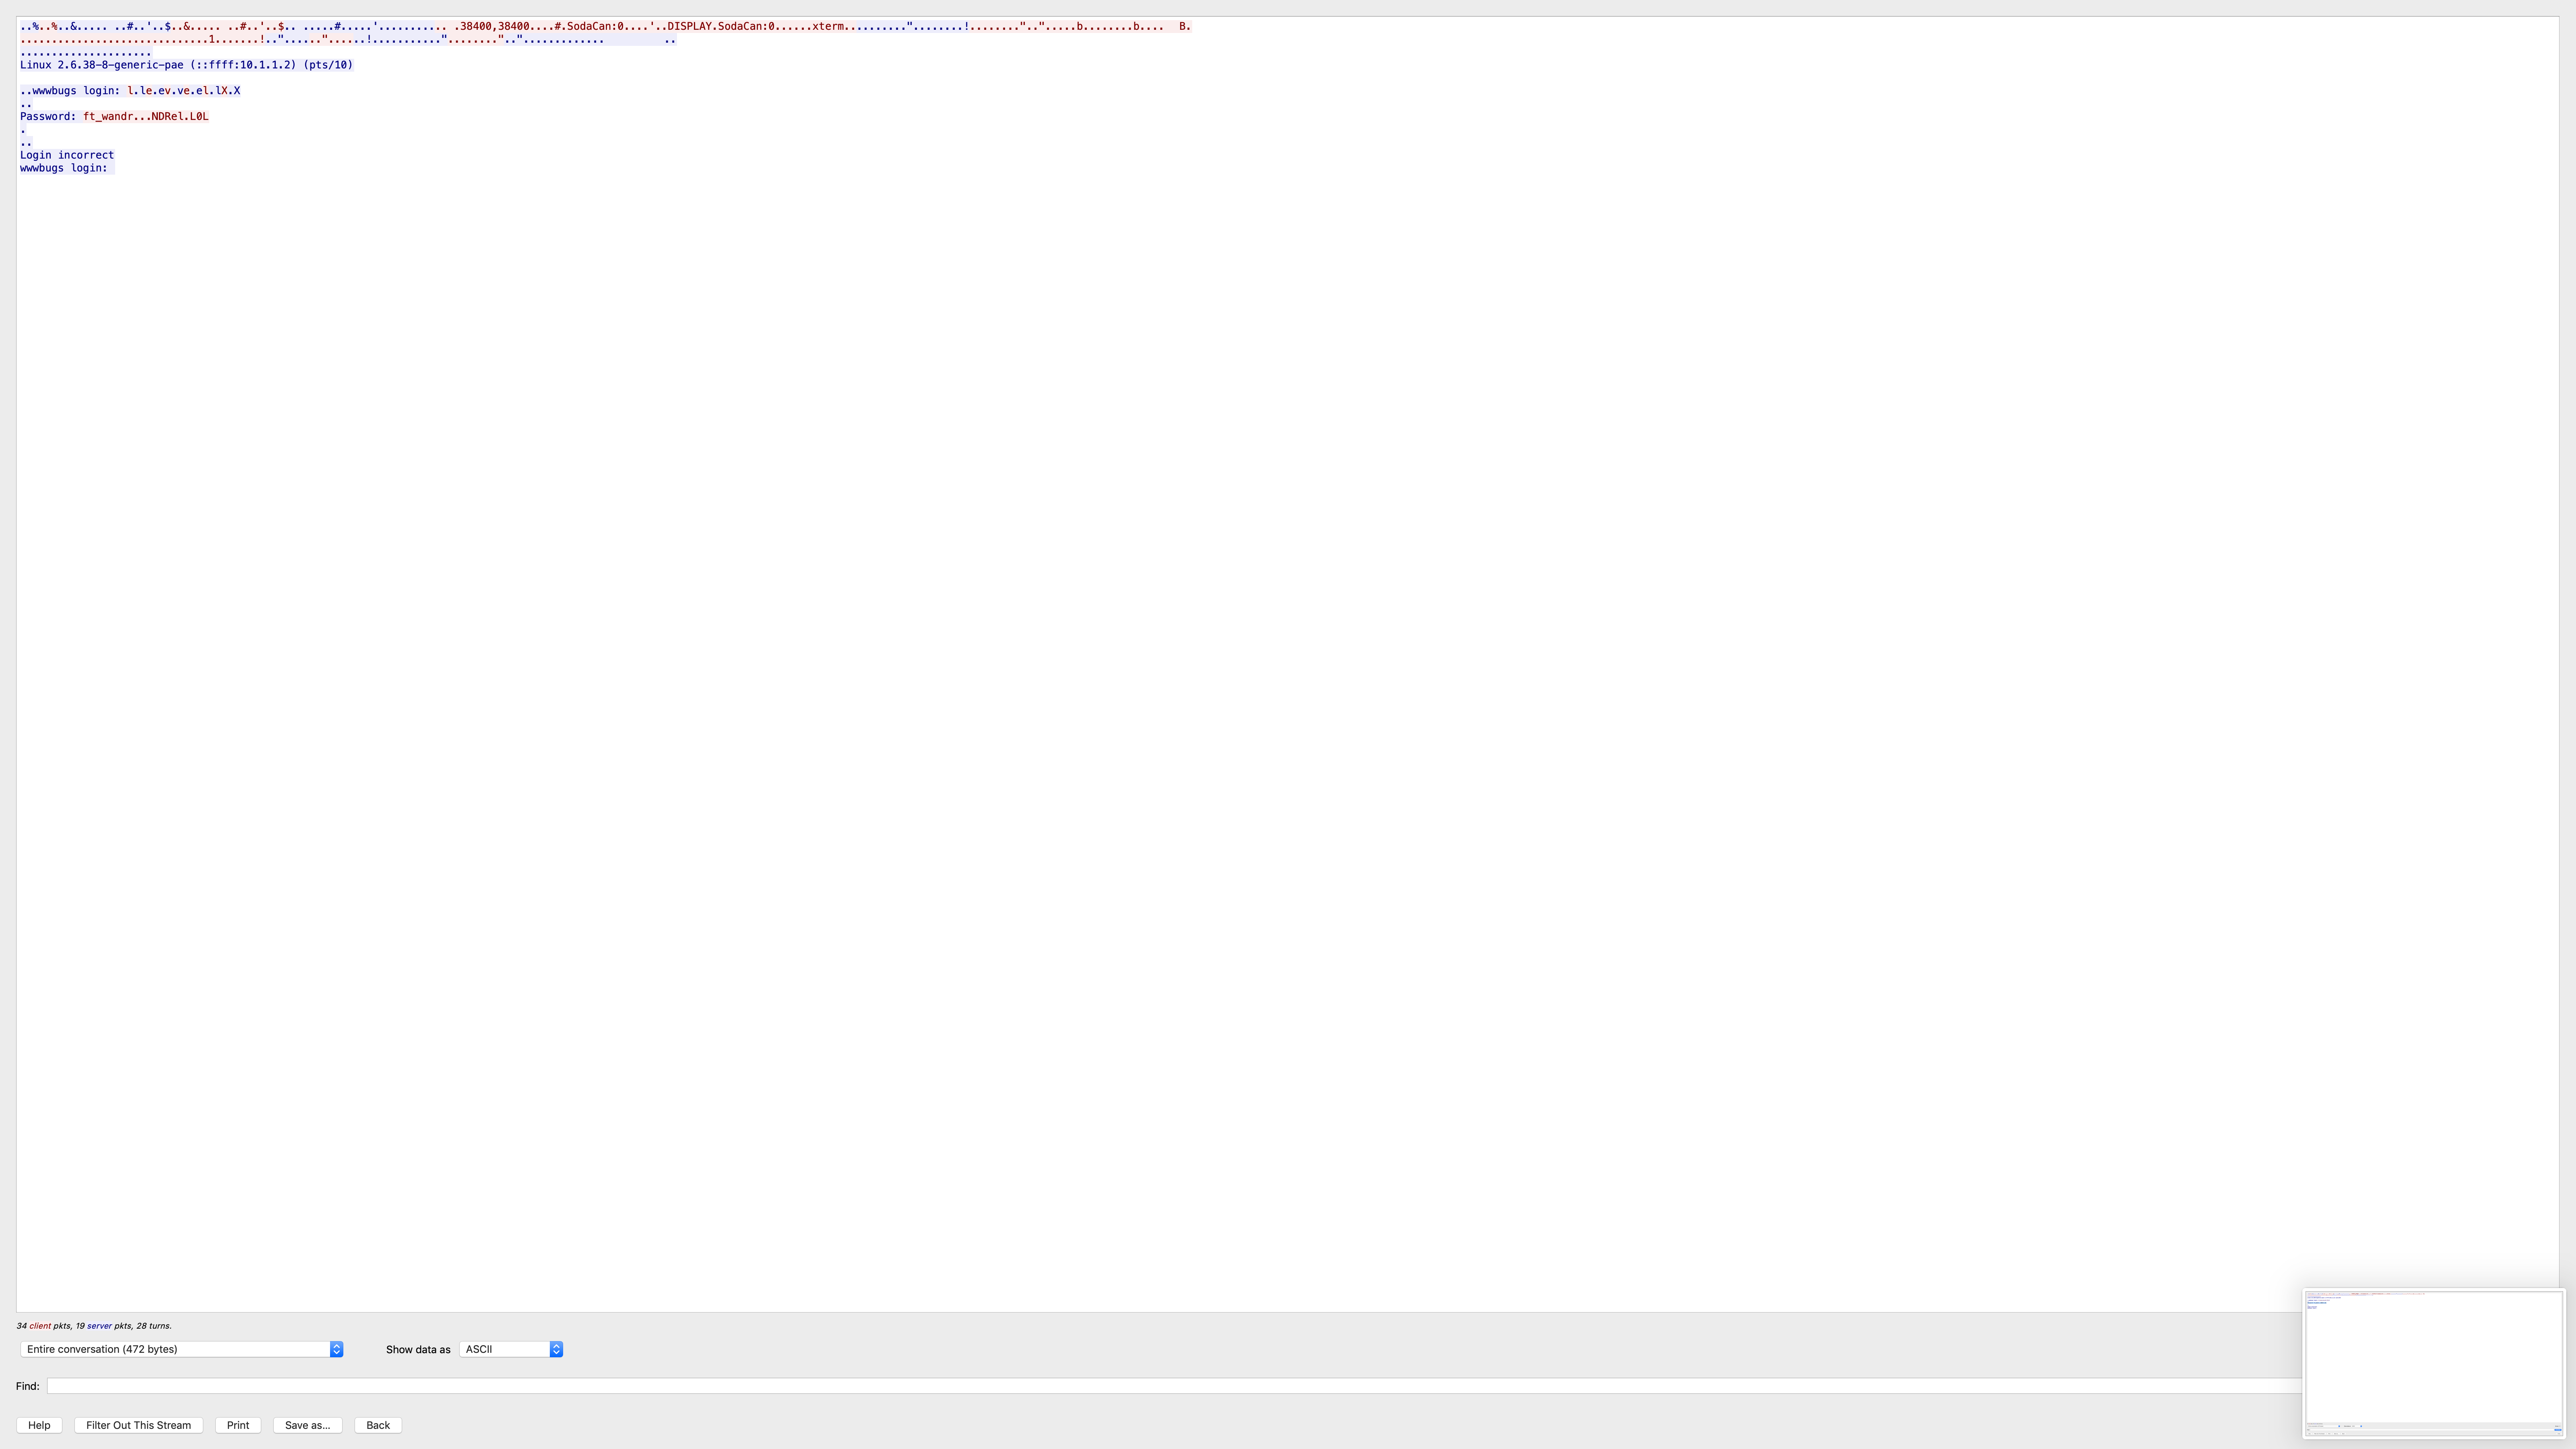 ..%..%..&..... ..#..'..$..&..... ..#..'..$.. .....#.....'........... .38400,38400....#.SodaCan:0....'..DISPLAY.SodaCan:0......xterm.........."........!........"..".....b........b....	B.
..............................1.......!.."......"......!..........."........"..".............	..
.....................
Linux 2.6.38-8-generic-pae (::ffff:10.1.1.2) (pts/10)
..wwwbugs login: l.le.ev.ve.el.lX.X
..
Password: ft_wandr...NDRel.L0L
.
..
Login incorrect
wwwbugs login:
34 client pkts, 19 server pkts, 28 turns.
Entire conversation (472 bytes) Show data as ASCII
Find:
Help Filter Out This Stream Print Save as... Back